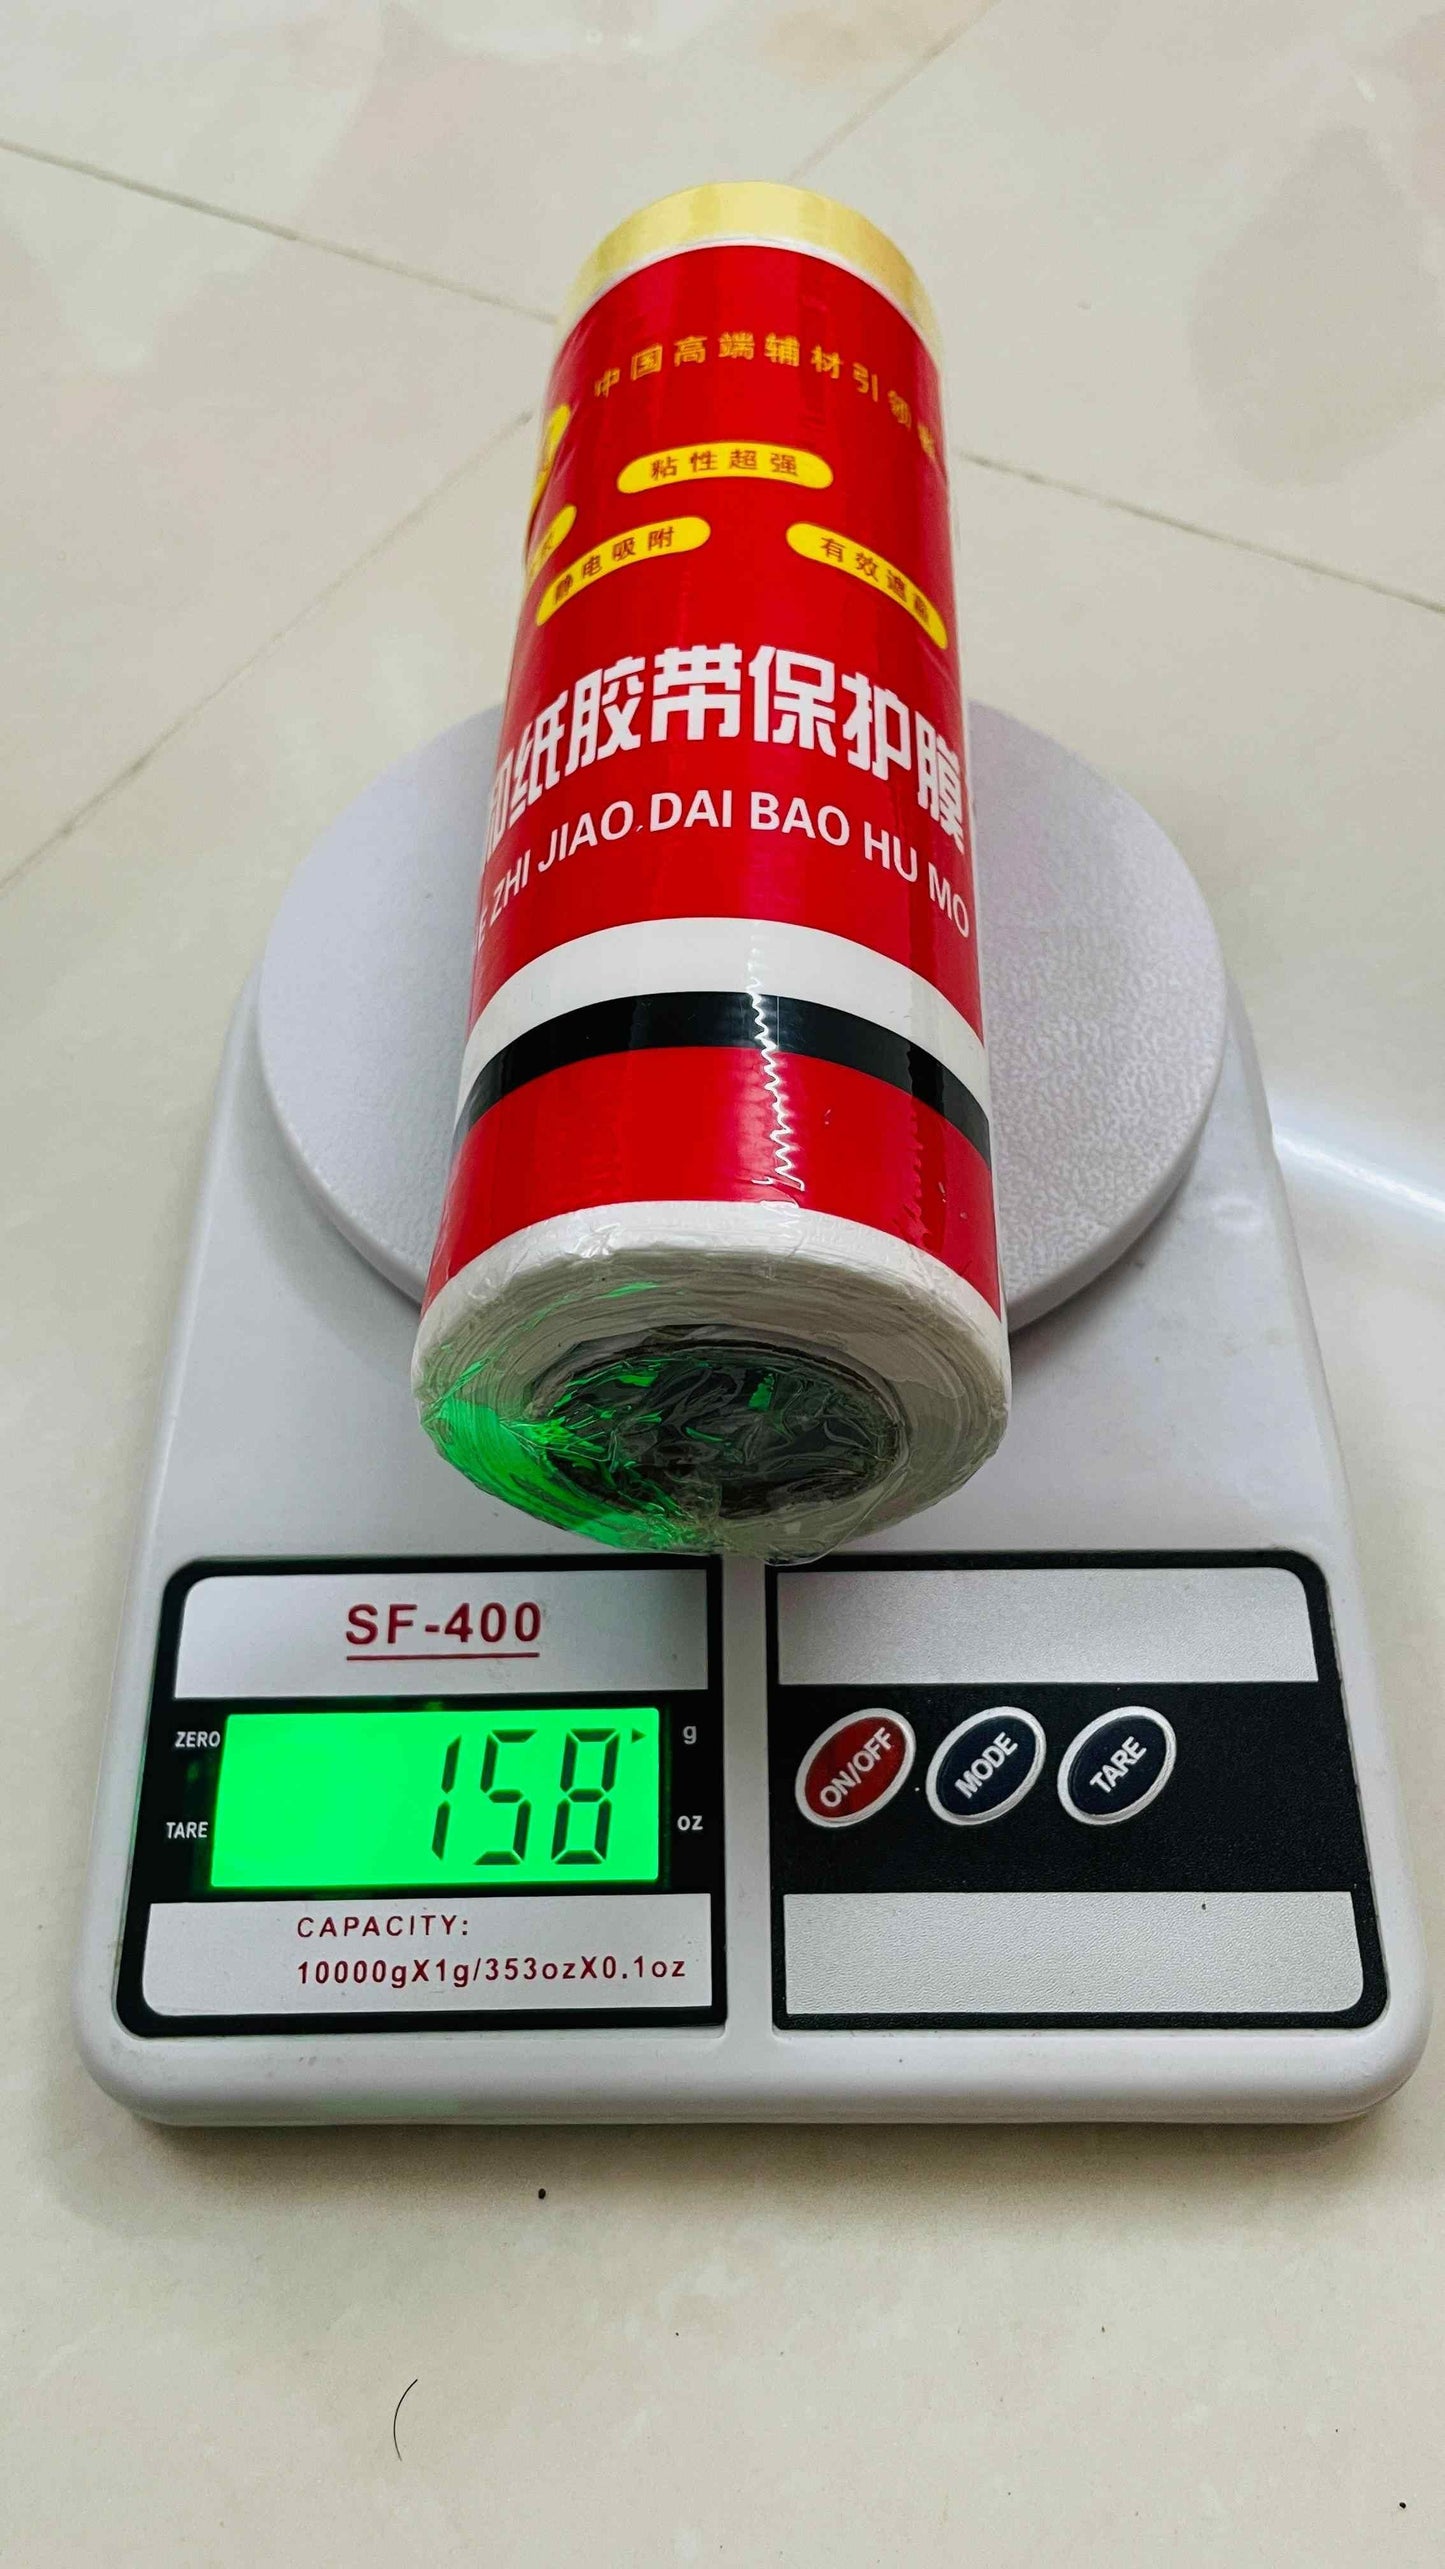 中国高端辅材引领
粘性超强
静电吸附
有效遮蔽
和纸胶带保护膜
ZHI JIAO DAI BAO HU MO
SF-400
ZERO
g
158
TARE
oz
CAPACITY:
10000gX1g/353ozX0.1oz
ON/OFF
MODE
TARE